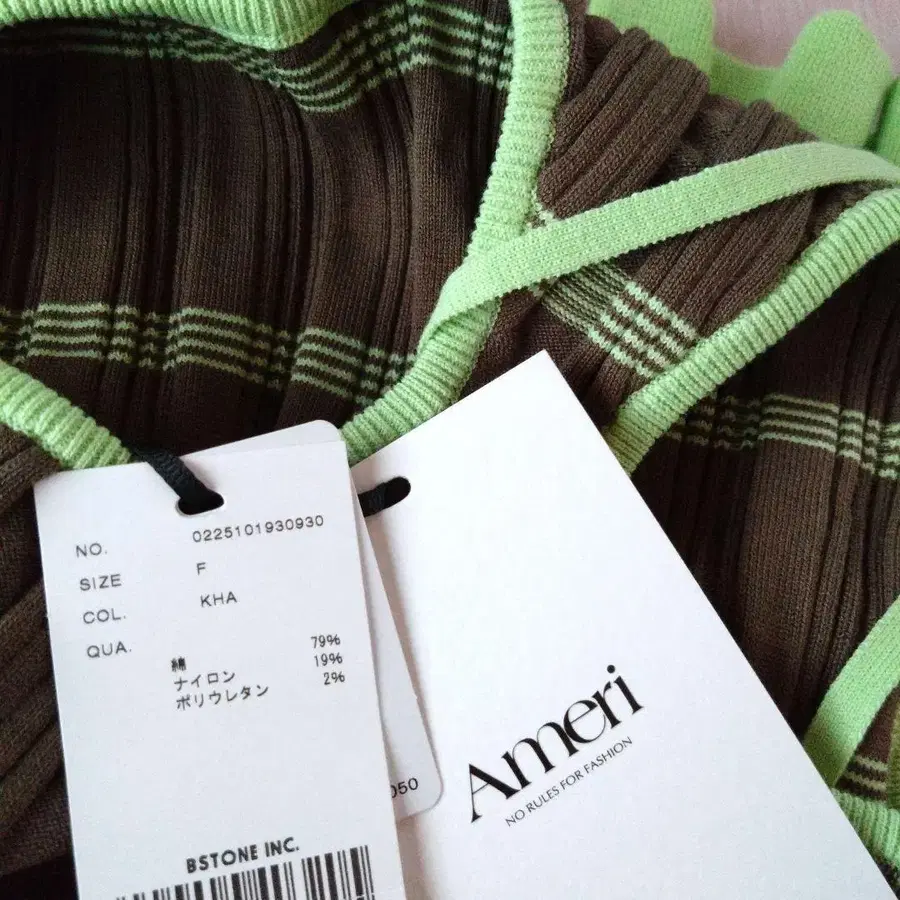 NO. 0225101930930
SIZE F
COL. KHA
QUA.
綿 79%
ナイロン 19%
ポリウレタン 2%
BSTONE INC.
050
Ameri
NO RULES FOR FASHION